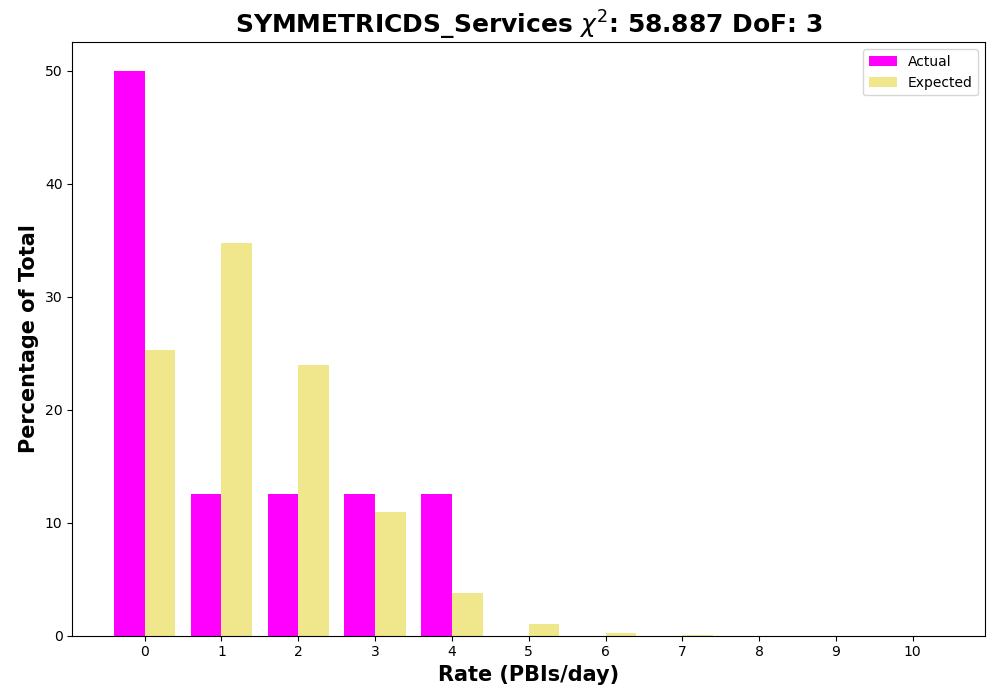 SYMMETRICDS_Services χ²: 58.887 DoF: 3
Actual
Expected
Percentage of Total
50
40
30
20
10
0
0 1 2 3 4 5 6 7 8 9 10
Rate (PBIs/day)